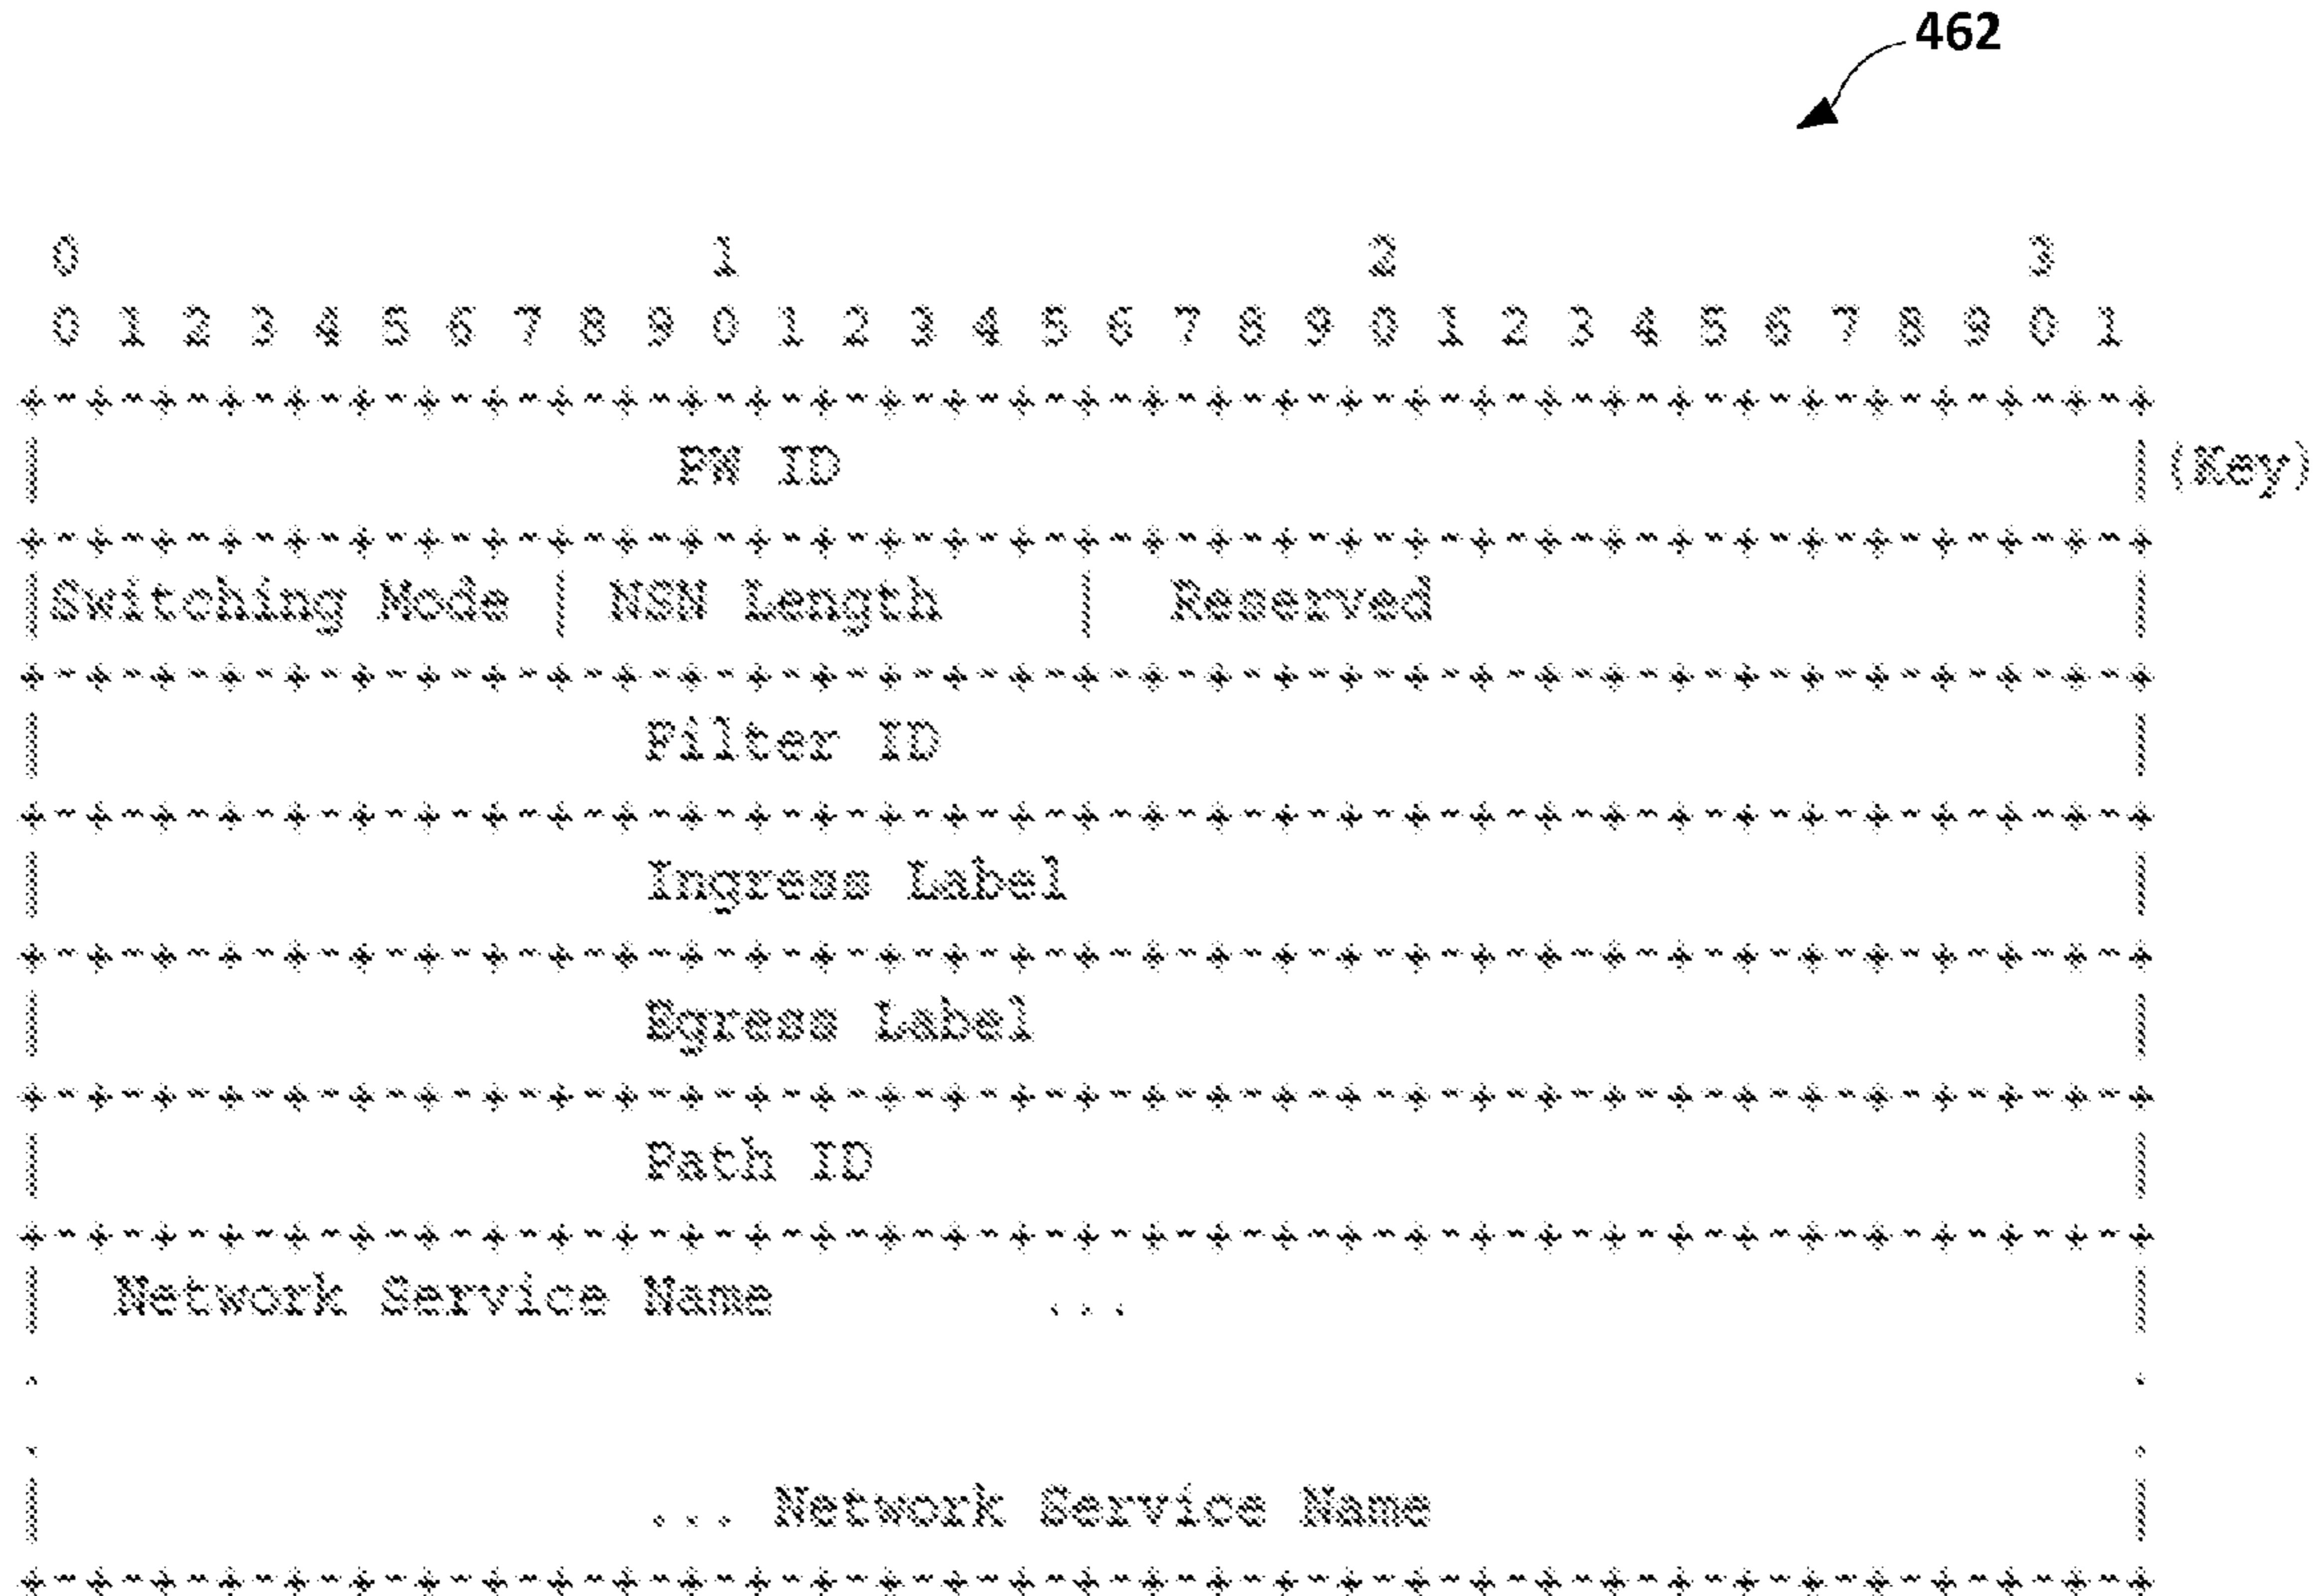 462
0 1 2 3
0 1 2 3 4 5 6 7 8 9 0 1 2 3 4 5 6 7 8 9 0 1 2 3 4 5 6 7 8 9 0 1
+-+-+-+-+-+-+-+-+-+-+-+-+-+-+-+-+-+-+-+-+-+-+-+-+-+-+-+-+-+-+-+-+
| PW ID | (Key)
+-+-+-+-+-+-+-+-+-+-+-+-+-+-+-+-+-+-+-+-+-+-+-+-+-+-+-+-+-+-+-+-+
|Switching Mode | NSN Length | Reserved |
+-+-+-+-+-+-+-+-+-+-+-+-+-+-+-+-+-+-+-+-+-+-+-+-+-+-+-+-+-+-+-+-+
| Filter ID |
+-+-+-+-+-+-+-+-+-+-+-+-+-+-+-+-+-+-+-+-+-+-+-+-+-+-+-+-+-+-+-+-+
| Ingress Label |
+-+-+-+-+-+-+-+-+-+-+-+-+-+-+-+-+-+-+-+-+-+-+-+-+-+-+-+-+-+-+-+-+
| Egress Label |
+-+-+-+-+-+-+-+-+-+-+-+-+-+-+-+-+-+-+-+-+-+-+-+-+-+-+-+-+-+-+-+-+
| Path ID |
+-+-+-+-+-+-+-+-+-+-+-+-+-+-+-+-+-+-+-+-+-+-+-+-+-+-+-+-+-+-+-+-+
| Network Service Name ... |
. .
. .
| ... Network Service Name |
+-+-+-+-+-+-+-+-+-+-+-+-+-+-+-+-+-+-+-+-+-+-+-+-+-+-+-+-+-+-+-+-+